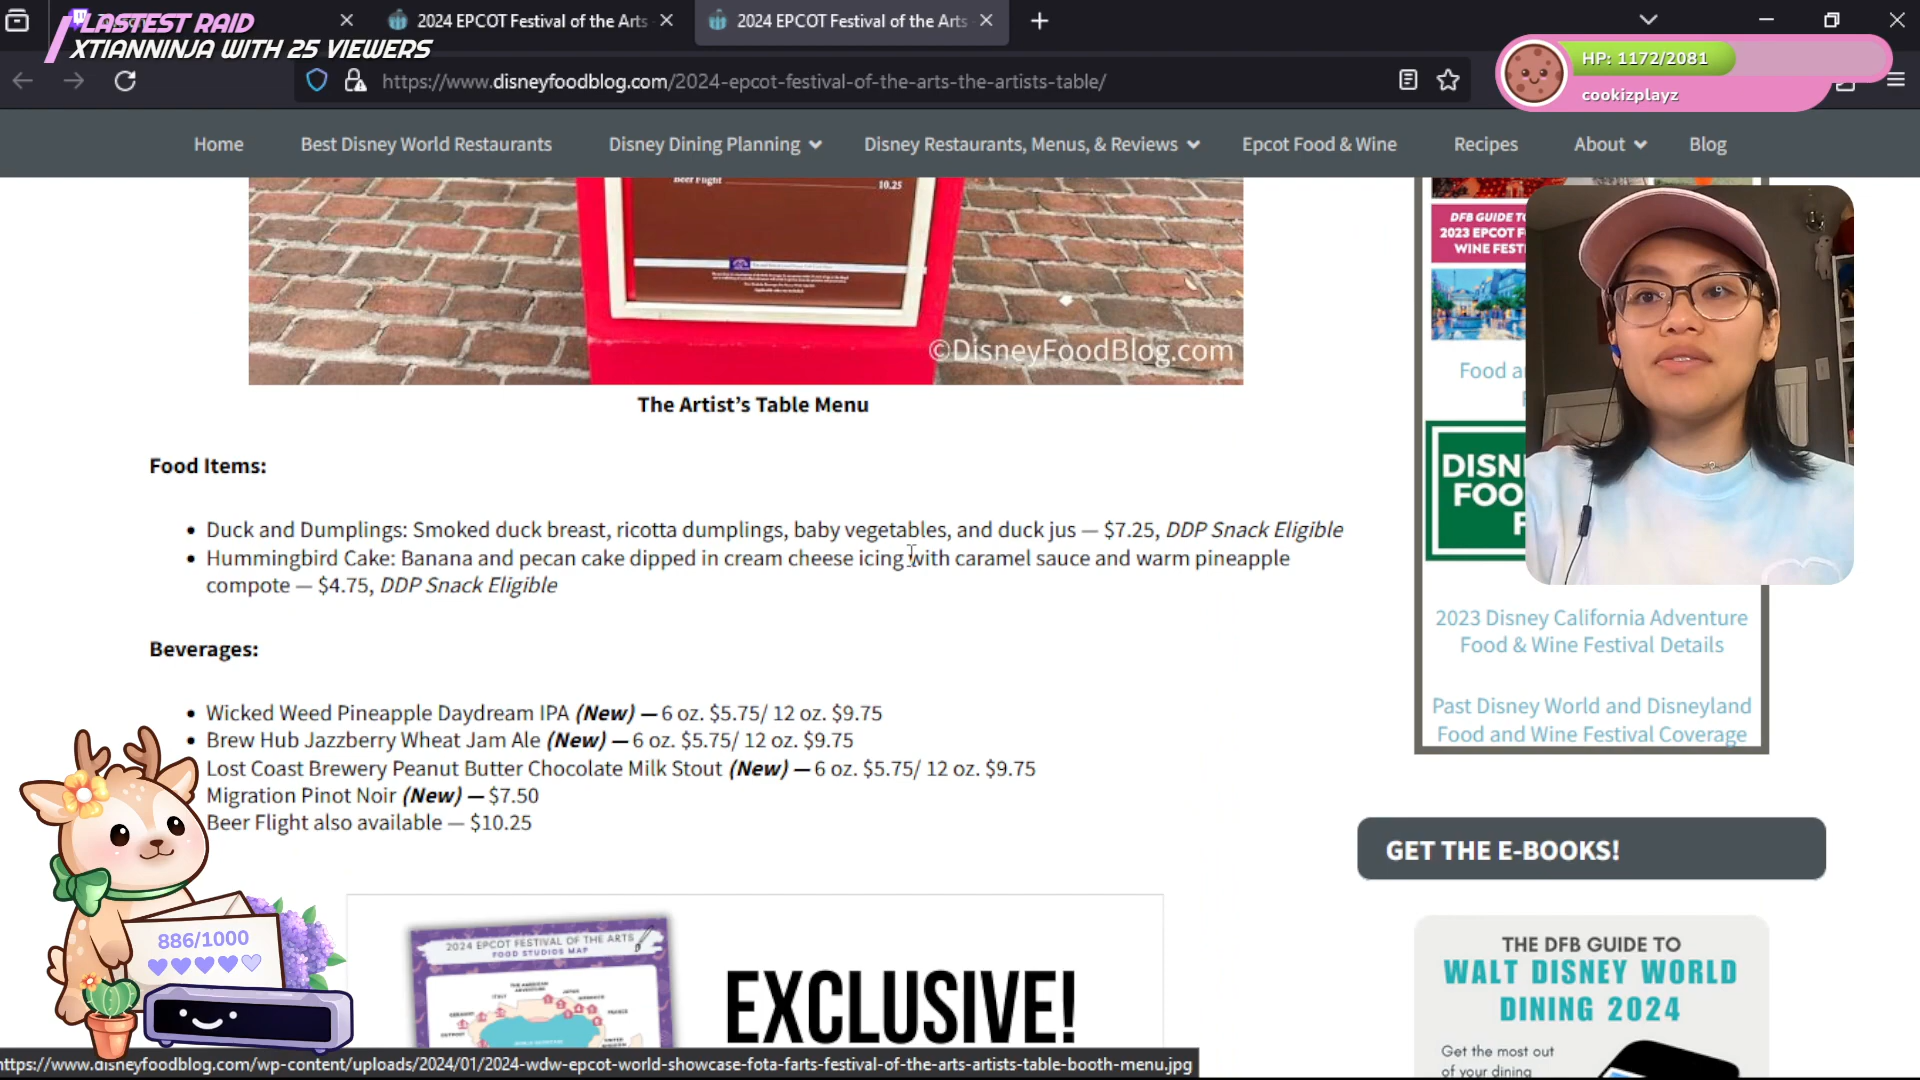 LASTEST RAID
XTIANNINJA WITH 25 VIEWERS
2024 EPCOT Festival of the Arts
2024 EPCOT Festival of the Arts
https://www.disneyfoodblog.com/2024-epcot-festival-of-the-arts-the-artists-table/
HP: 1172/2081
cookizplayz
Home
Best Disney World Restaurants
Disney Dining Planning
Disney Restaurants, Menus, & Reviews
Epcot Food & Wine
Recipes
About
Blog
Beer Flight 10.25
©DisneyFoodBlog.com
DFB GUIDE TO
2023 EPCOT F
WINE FEST
Food a
DISN
FOO
F
2023 Disney California Adventure
Food & Wine Festival Details
Past Disney World and Disneyland
Food and Wine Festival Coverage
The Artist's Table Menu
Food Items:
• Duck and Dumplings: Smoked duck breast, ricotta dumplings, baby vegetables, and duck jus — $7.25, DDP Snack Eligible
• Hummingbird Cake: Banana and pecan cake dipped in cream cheese icing with caramel sauce and warm pineapple
compote — $4.75, DDP Snack Eligible
Beverages:
• Wicked Weed Pineapple Daydream IPA (New) — 6 oz. $5.75/ 12 oz. $9.75
• Brew Hub Jazzberry Wheat Jam Ale (New) — 6 oz. $5.75/ 12 oz. $9.75
Lost Coast Brewery Peanut Butter Chocolate Milk Stout (New) — 6 oz. $5.75/ 12 oz. $9.75
Migration Pinot Noir (New) — $7.50
Beer Flight also available — $10.25
886/1000
2024 EPCOT FESTIVAL OF THE ARTS
FOOD STUDIOS MAP
EXCLUSIVE!
GET THE E-BOOKS!
THE DFB GUIDE TO
WALT DISNEY WORLD
DINING 2024
Get the most out
of your dining
https://www.disneyfoodblog.com/wp-content/uploads/2024/01/2024-wdw-epcot-world-showcase-fota-farts-festival-of-the-arts-artists-table-booth-menu.jpg